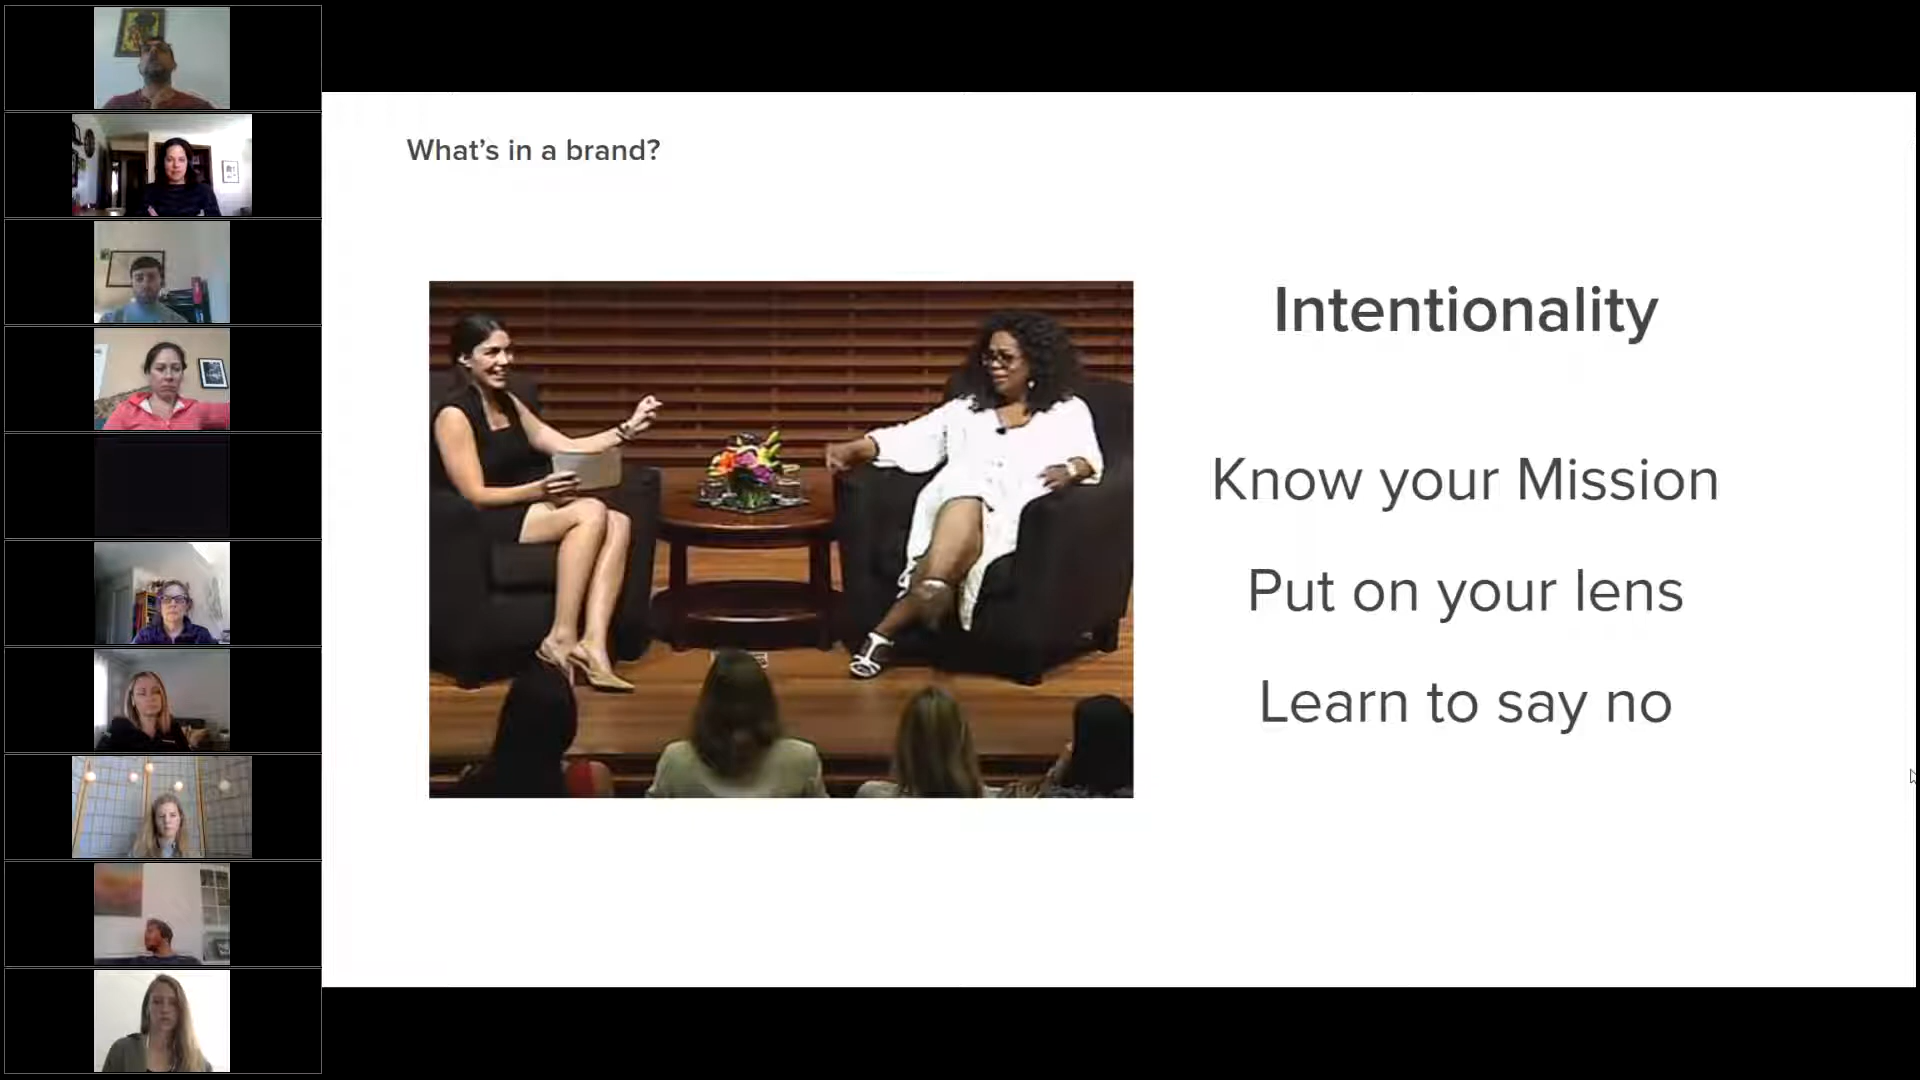 What's in a brand?
Intentionality
Know your Mission
Put on your lens
Learn to say no